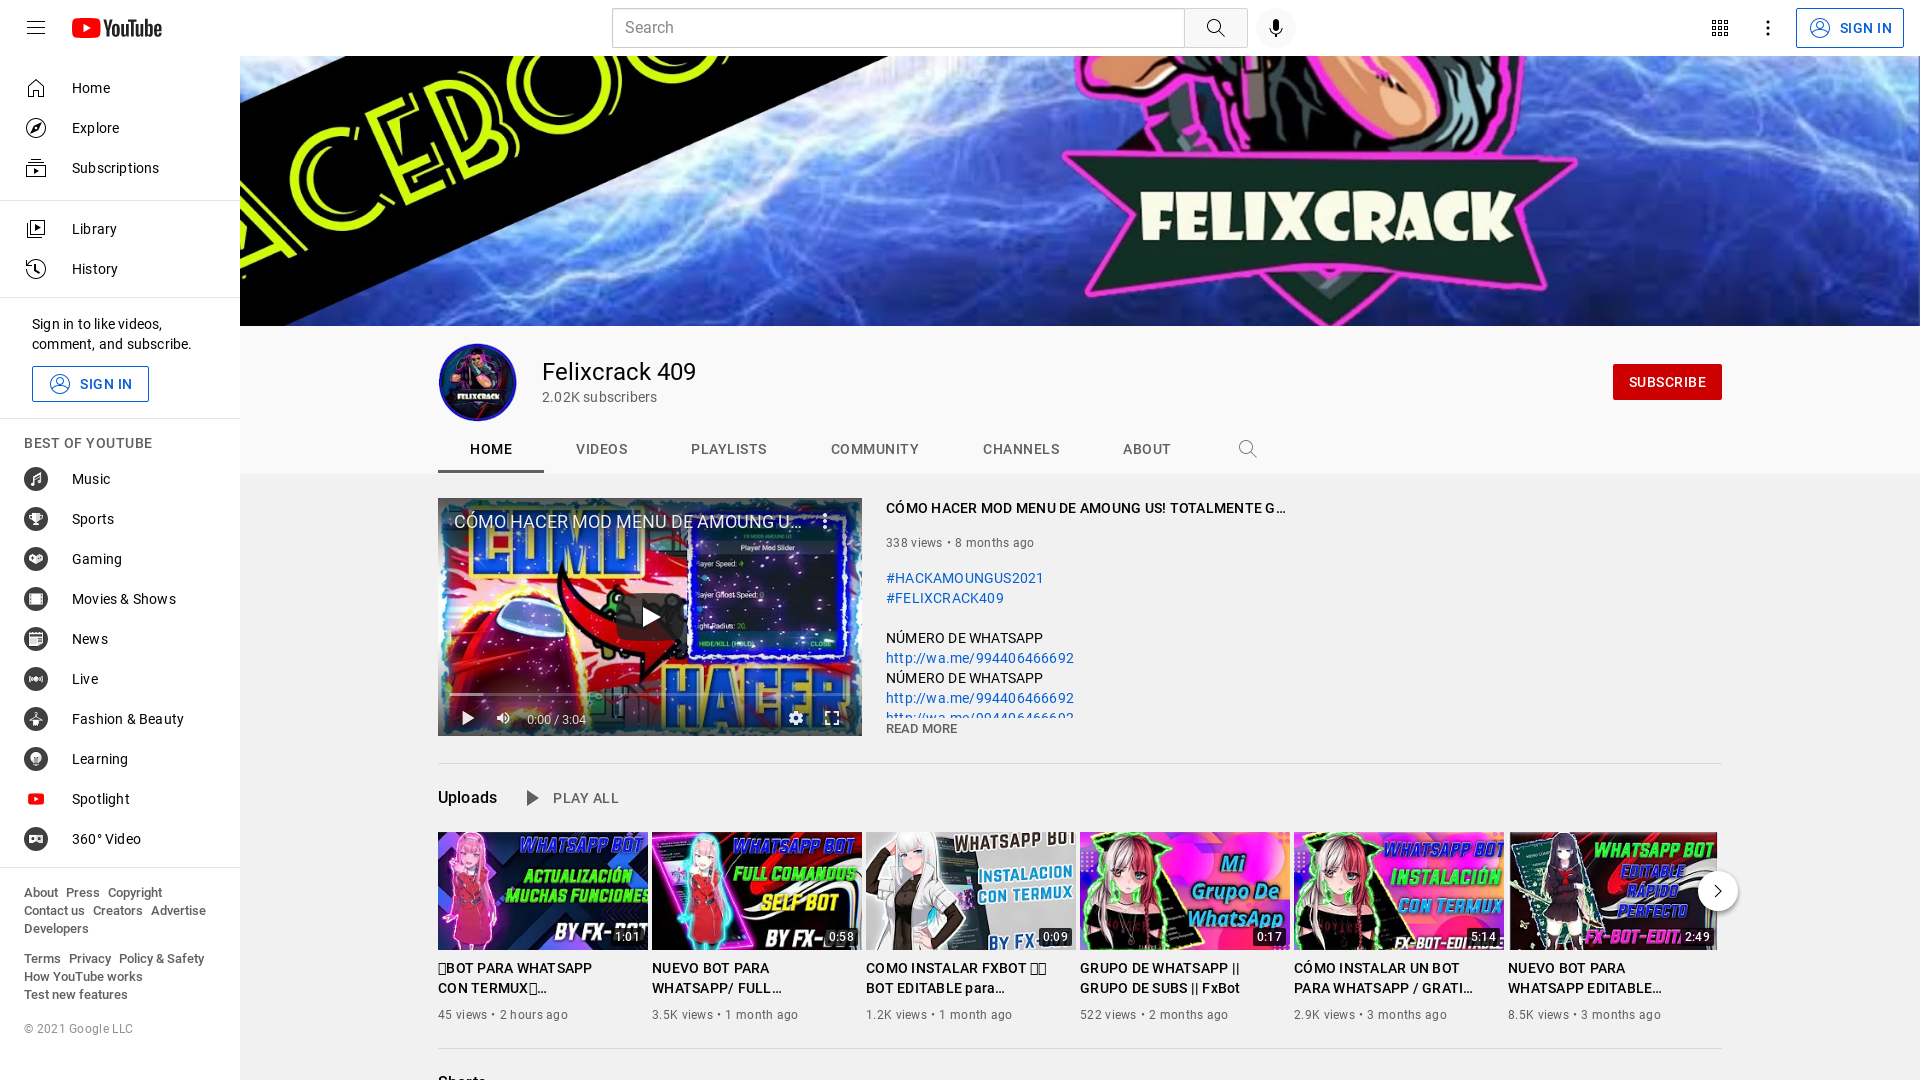 YouTube
Search
SIGN IN
Home
Explore
Subscriptions
Library
History
Sign in to like videos,
comment, and subscribe.
SIGN IN
BEST OF YOUTUBE
Music
Sports
Gaming
Movies & Shows
News
Live
Fashion & Beauty
Learning
Spotlight
360° Video
About Press Copyright
Contact us Creators Advertise
Developers
Terms Privacy Policy & Safety
How YouTube works
Test new features
© 2021 Google LLC
ACEBOO
FELIXCRACK
FELIXCRACK
Felixcrack 409
2.02K subscribers
SUBSCRIBE
HOME
VIDEOS
PLAYLISTS
COMMUNITY
CHANNELS
ABOUT
CÓMO HACER MOD MENU DE AMOUNG U...
COMO
Player Mod Slider
HACER
0:00 / 3:04
CÓMO HACER MOD MENU DE AMOUNG US! TOTALMENTE G...
338 views • 8 months ago
#HACKAMOUNGUS2021
#FELIXCRACK409
NÚMERO DE WHATSAPP
http://wa.me/994406466692
NÚMERO DE WHATSAPP
http://wa.me/994406466692
http://wa.me/994406466692
READ MORE
Uploads
PLAY ALL
WHATSAPP BOT
ACTUALIZACIÓN
MUCHAS FUNCIONES
BY FX-BOT
1:01
BOT PARA WHATSAPP
CON TERMUX...
45 views • 2 hours ago
WHATSAPP BOT
FULL COMANDOS
SELF BOT
BY FX-
0:58
NUEVO BOT PARA
WHATSAPP/ FULL...
3.5K views • 1 month ago
WHATSAPP BOT
INSTALACION
CON TERMUX
BY FX-
0:09
COMO INSTALAR FXBOT
BOT EDITABLE para...
1.2K views • 1 month ago
Mi
Grupo De
WhatsApp
0:17
GRUPO DE WHATSAPP ||
GRUPO DE SUBS || FxBot
522 views • 2 months ago
WHATSAPP BOT
INSTALACIÓN
CON TERMUX
FX-BOT-EDITABLE
5:14
CÓMO INSTALAR UN BOT
PARA WHATSAPP / GRATI...
2.9K views • 3 months ago
WHATSAPP BOT
EDITABLE
RÁPIDO
PERFECTO
FX-BOT-EDITA
2:49
NUEVO BOT PARA
WHATSAPP EDITABLE...
8.5K views • 3 months ago
Shorts